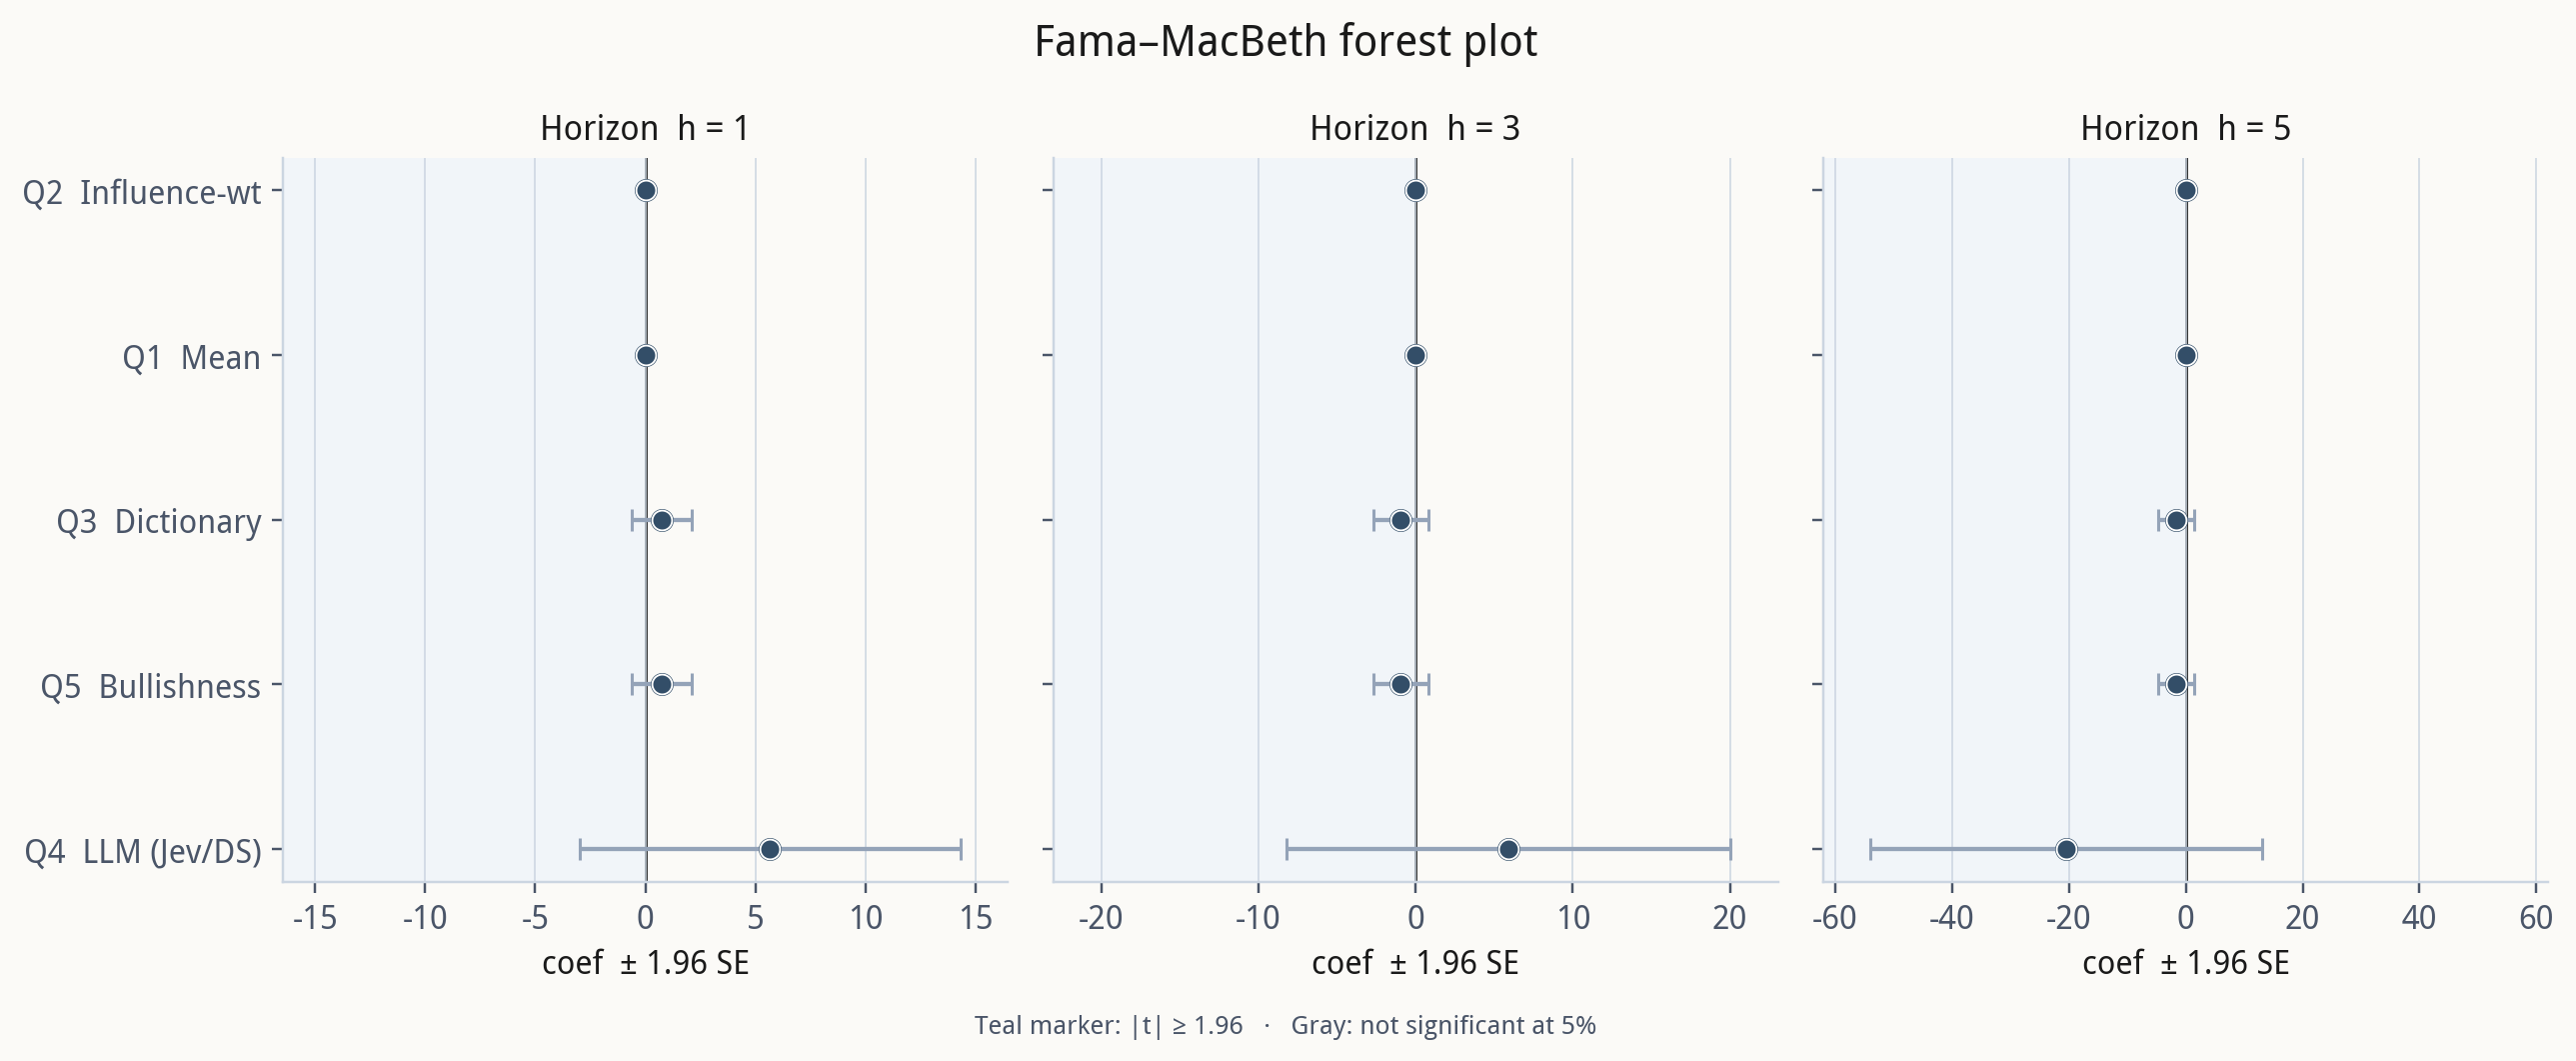 Fama–MacBeth forest plot
Horizon h = 1
Horizon h = 3
Horizon h = 5
Q2 Influence-wt
Q1 Mean
Q3 Dictionary
Q5 Bullishness
Q4 LLM (Jev/DS)
-15 -10 -5 0 5 10 15
-20 -10 0 10 20
-60 -40 -20 0 20 40 60
coef ± 1.96 SE
coef ± 1.96 SE
coef ± 1.96 SE
Teal marker: |t| ≥ 1.96 · Gray: not significant at 5%